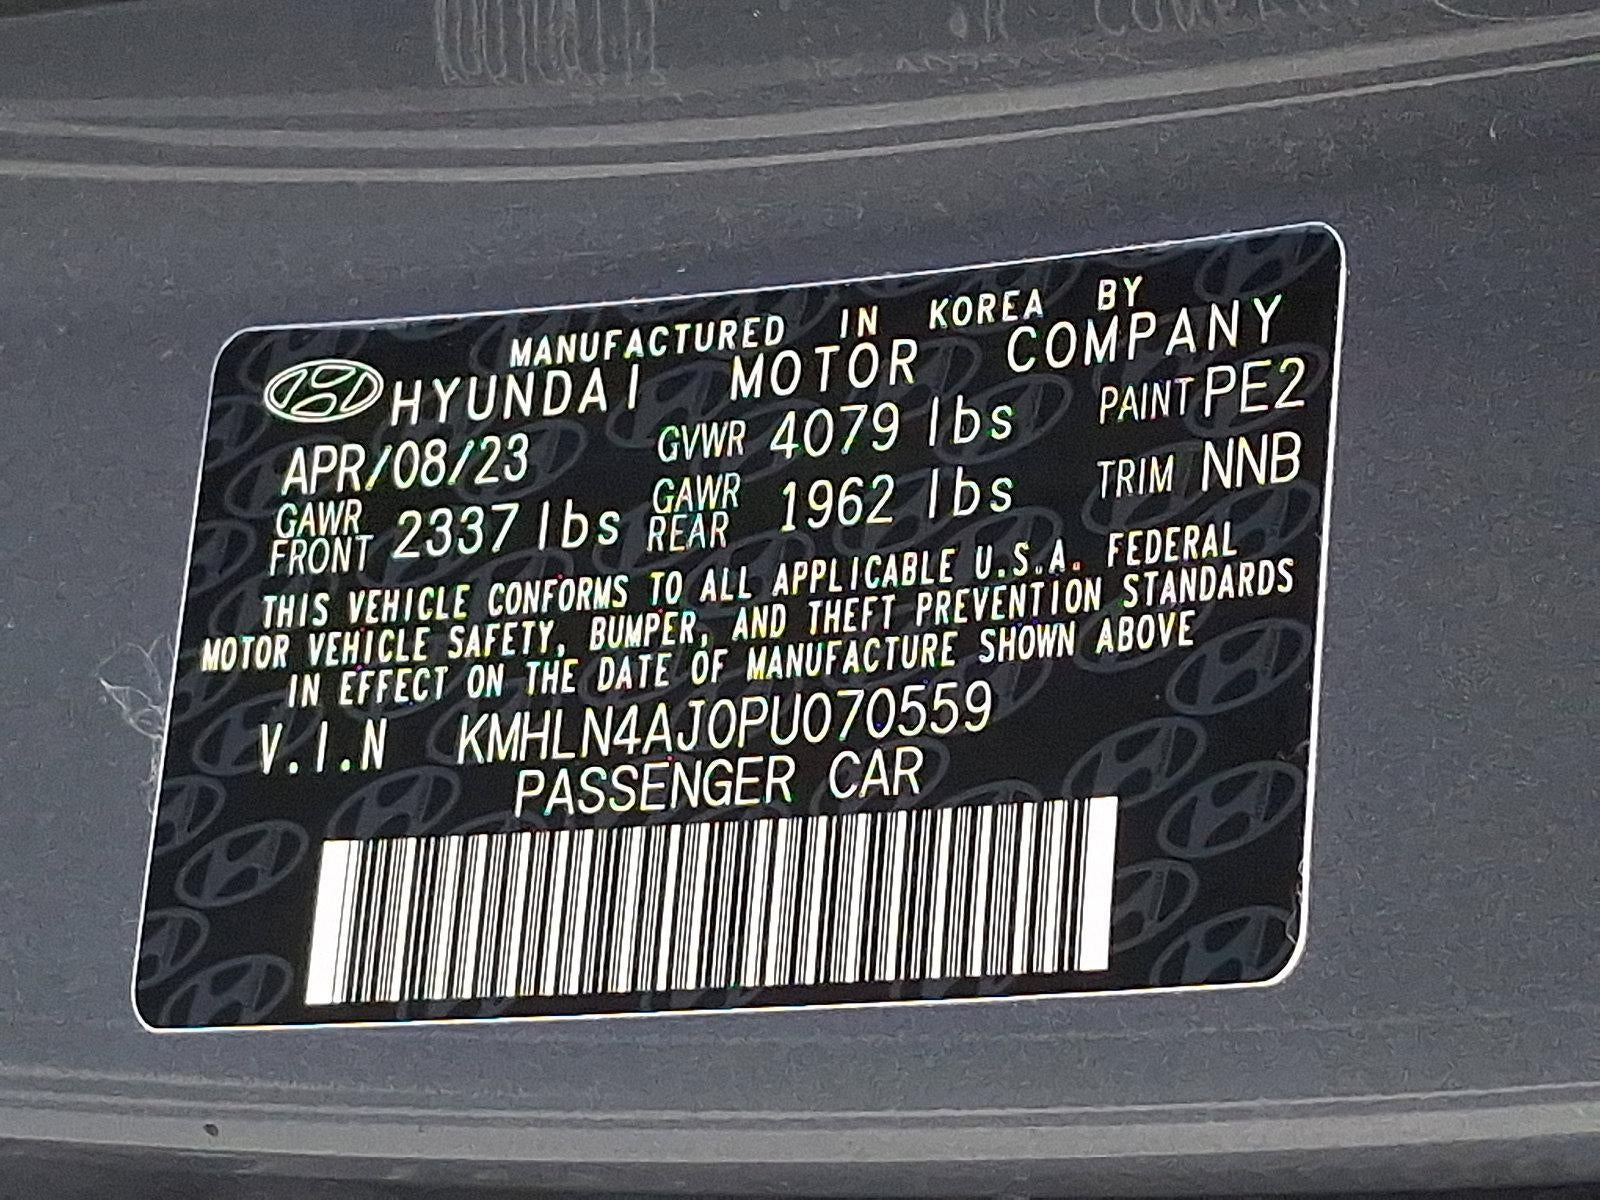 COMPANY
MANUFACTURED IN KOREA BY
HYUNDAI MOTOR COMPANY
APR/08/23 GVWR 4079 lbs PAINT PE2
GAWR FRONT 2337 lbs GAWR REAR 1962 lbs TRIM NNB
THIS VEHICLE CONFORMS TO ALL APPLICABLE U.S.A. FEDERAL
MOTOR VEHICLE SAFETY, BUMPER, AND THEFT PREVENTION STANDARDS
IN EFFECT ON THE DATE OF MANUFACTURE SHOWN ABOVE
V.I.N KMHLN4AJ0PU070559
PASSENGER CAR